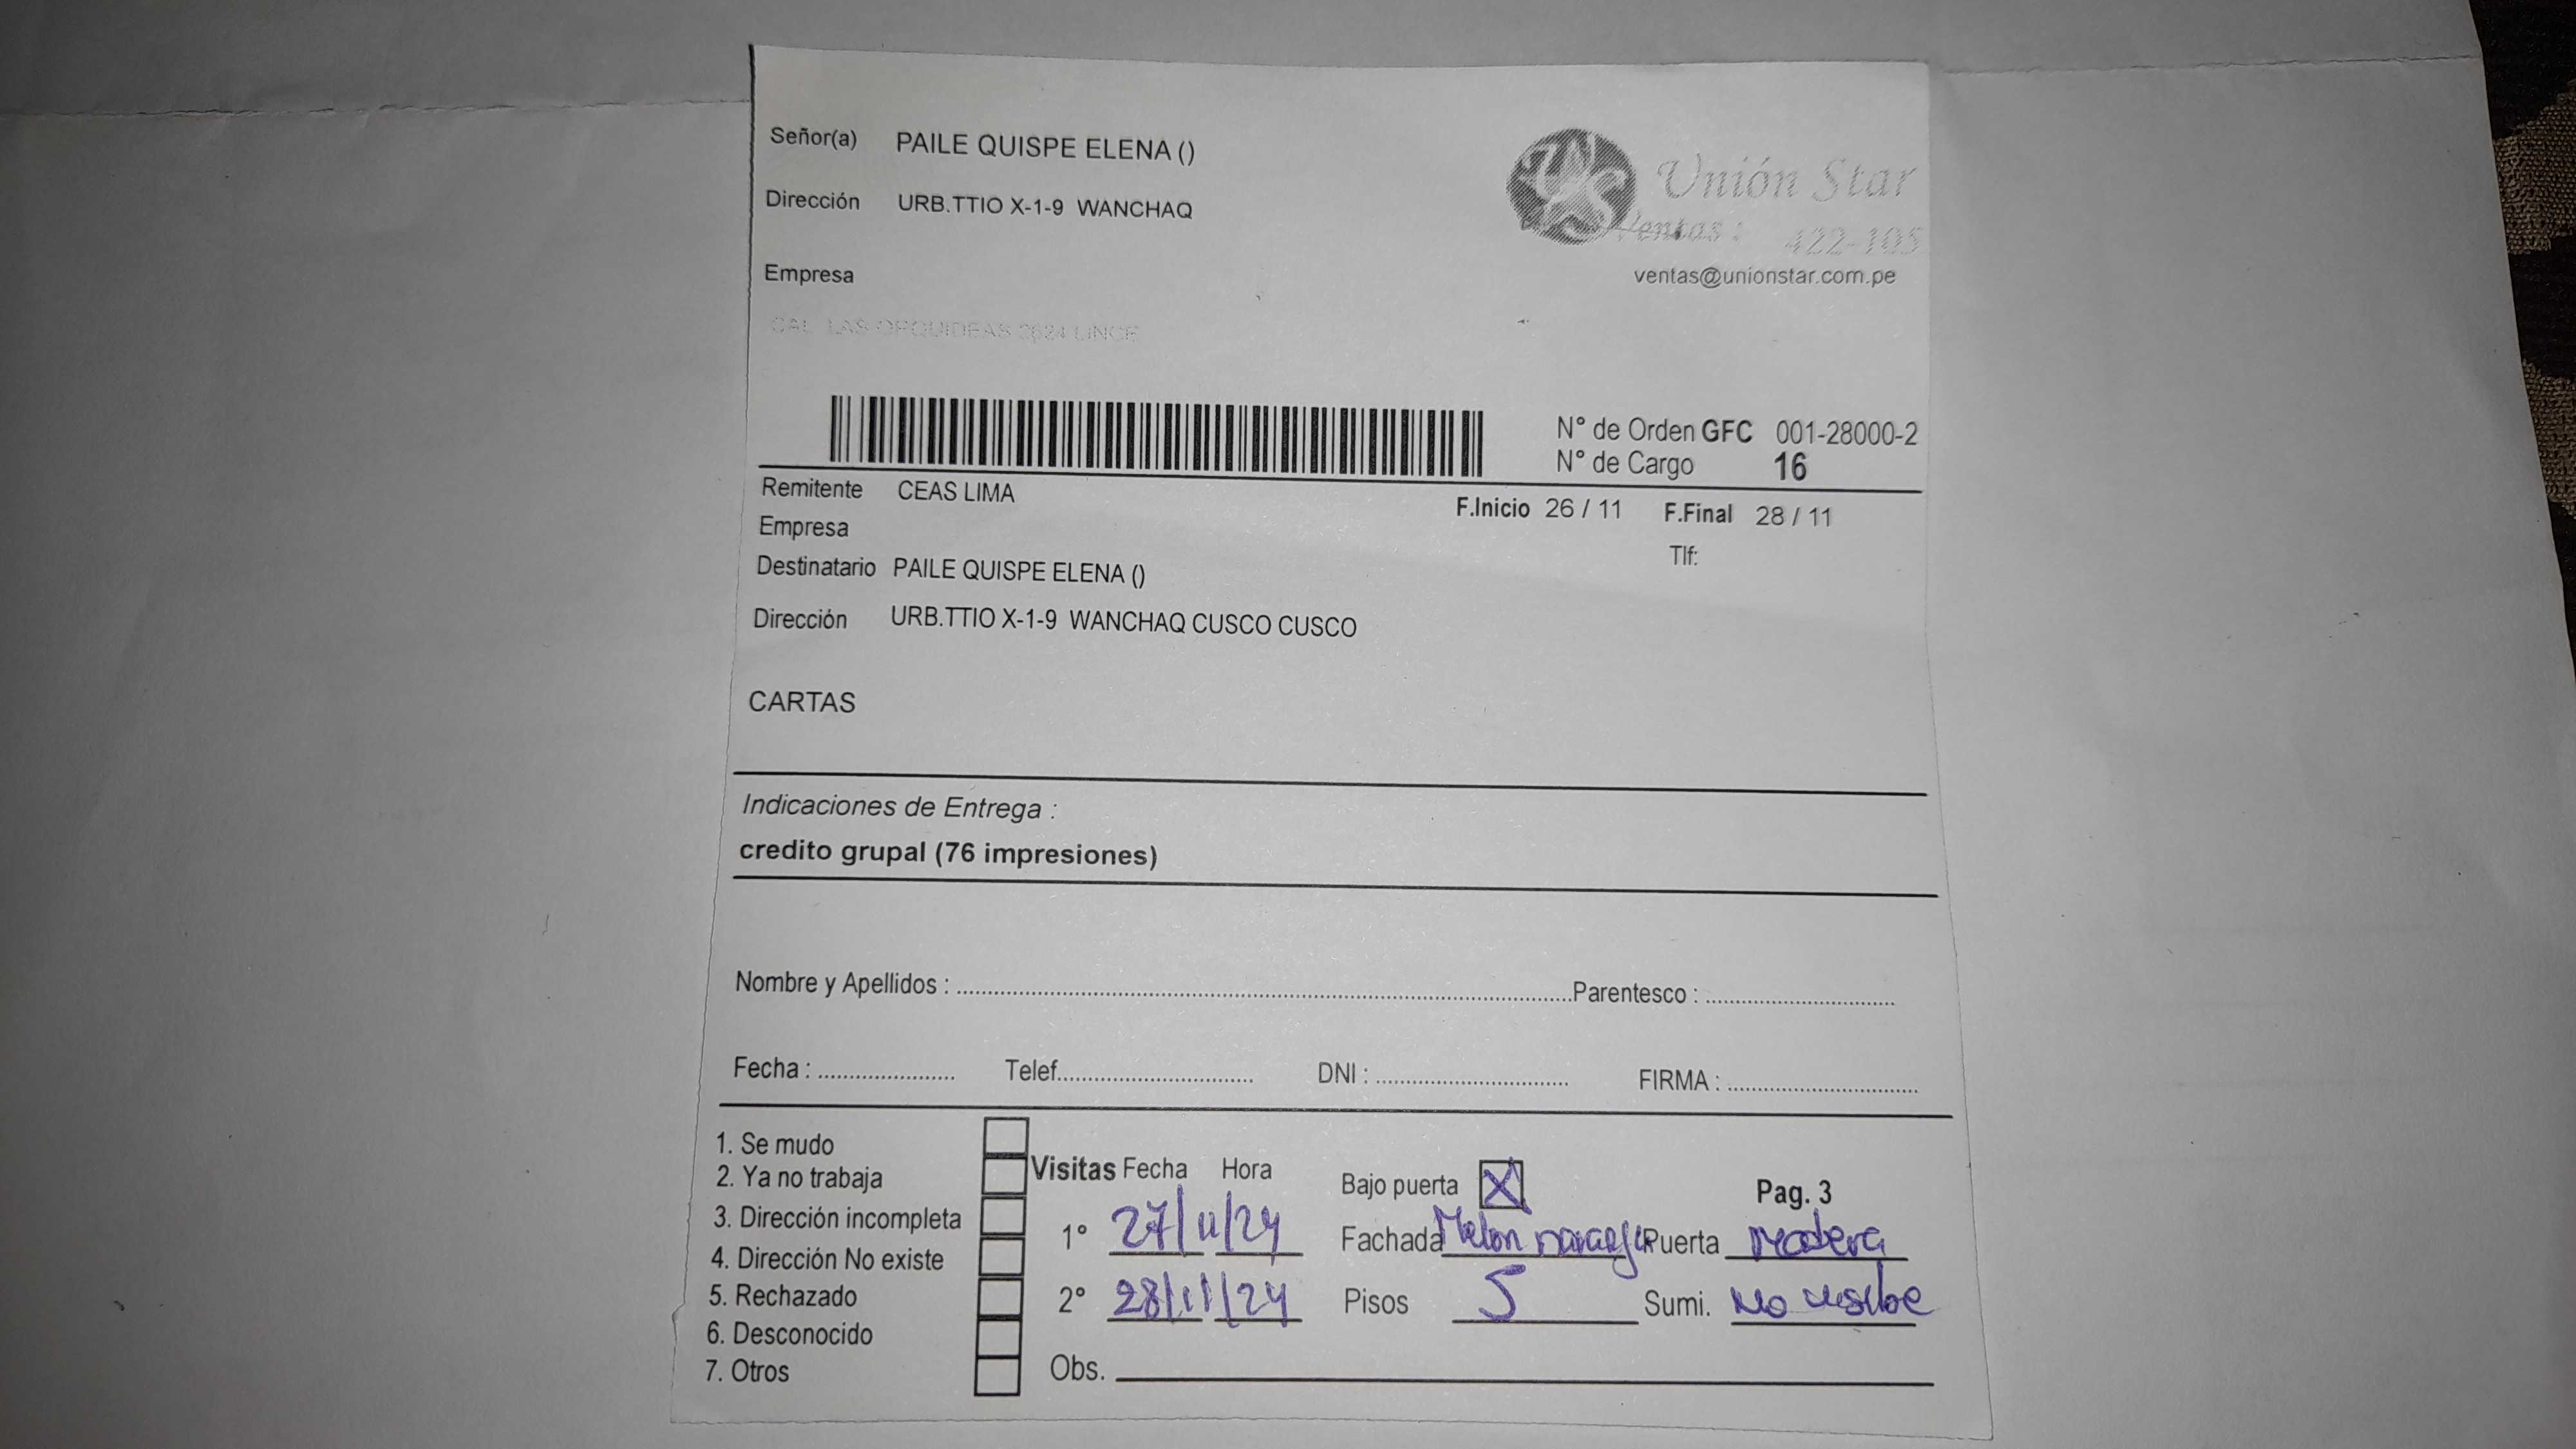 Señor(a) PAILE QUISPE ELENA ()
Unión Star
Dirección URB.TTIO X-1-9 WANCHAQ
Ventas : 422-105
Empresa
ventas@unionstar.com.pe
CAL. LAS ORQUIDEAS 2624 LINCE
N° de Orden GFC 001-28000-2
N° de Cargo 16
Remitente CEAS LIMA
F.Inicio 26 / 11 F.Final 28 / 11
Empresa
Tlf:
Destinatario PAILE QUISPE ELENA ()
Dirección URB.TTIO X-1-9 WANCHAQ CUSCO CUSCO
CARTAS
Indicaciones de Entrega :
credito grupal (76 impresiones)
Nombre y Apellidos : Parentesco :
Fecha : Telef. DNI : FIRMA :
1. Se mudo
2. Ya no trabaja
3. Dirección incompleta
4. Dirección No existe
5. Rechazado
6. Desconocido
7. Otros
Visitas Fecha Hora
1° 27/11/24
2° 28/11/24
Bajo puerta X Pag. 3
Fachada Melon naranja Puerta Madera
Pisos 5 Sumi. No visible
Obs.